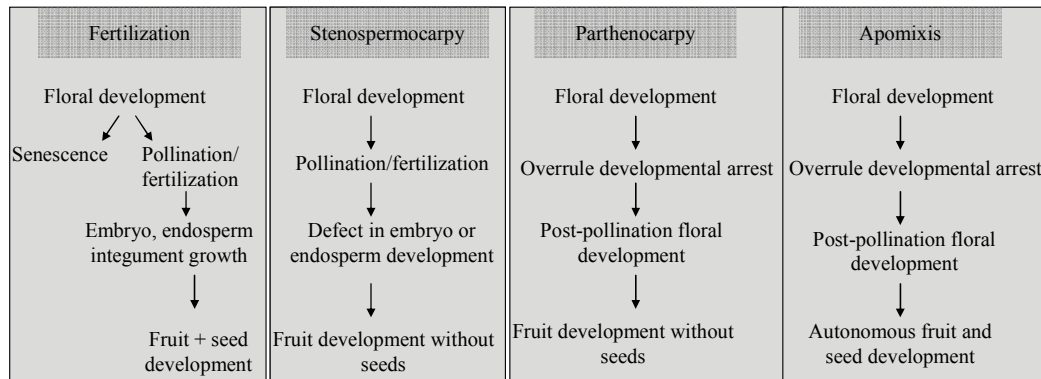 Fertilization
Floral development
Senescence
Pollination/
fertilization
Embryo, endosperm
integument growth
Fruit + seed
development
Stenospermocarpy
Floral development
Pollination/fertilization
Defect in embryo or
endosperm development
Fruit development without
seeds
Parthenocarpy
Floral development
Overrule developmental arrest
Post-pollination floral
development
Fruit development without
seeds
Apomixis
Floral development
Overrule developmental arrest
Post-pollination floral
development
Autonomous fruit and
seed development